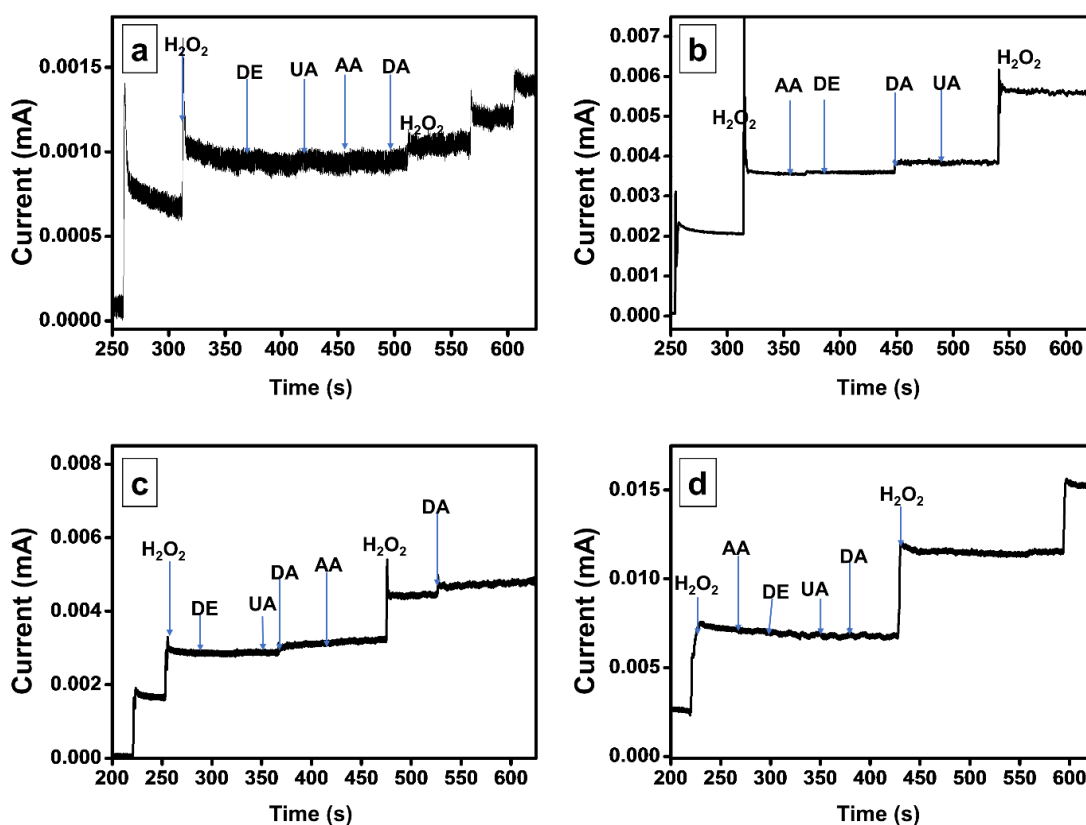 a
H₂O₂
DE
UA
AA
DA
H₂O₂
Current (mA)
0.0015
0.0010
0.0005
0.0000
250 300 350 400 450 500 550 600
Time (s)
b
H₂O₂
AA
DE
DA
UA
H₂O₂
Current (mA)
0.007
0.006
0.005
0.004
0.003
0.002
0.001
0.000
250 300 350 400 450 500 550 600
Time (s)
c
H₂O₂
DE
UA
DA
AA
H₂O₂
DA
Current (mA)
0.008
0.006
0.004
0.002
0.000
200 250 300 350 400 450 500 550 600
Time (s)
d
H₂O₂
AA
DE
UA
DA
H₂O₂
Current (mA)
0.015
0.010
0.005
0.000
200 250 300 350 400 450 500 550 600
Time (s)